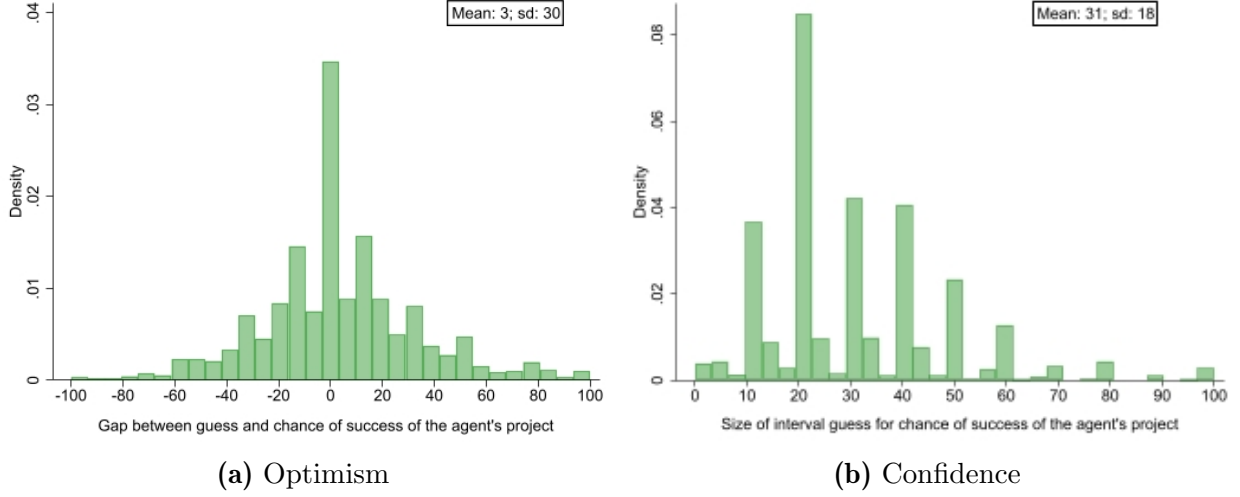 Mean: 3; sd: 30
.04
.03
.02
.01
0
Density
-100 -80 -60 -40 -20 0 20 40 60 80 100
Gap between guess and chance of success of the agent's project
(a) Optimism
Mean: 31; sd: 18
.08
.06
.04
.02
0
Density
0 10 20 30 40 50 60 70 80 90 100
Size of interval guess for chance of success of the agent's project
(b) Confidence